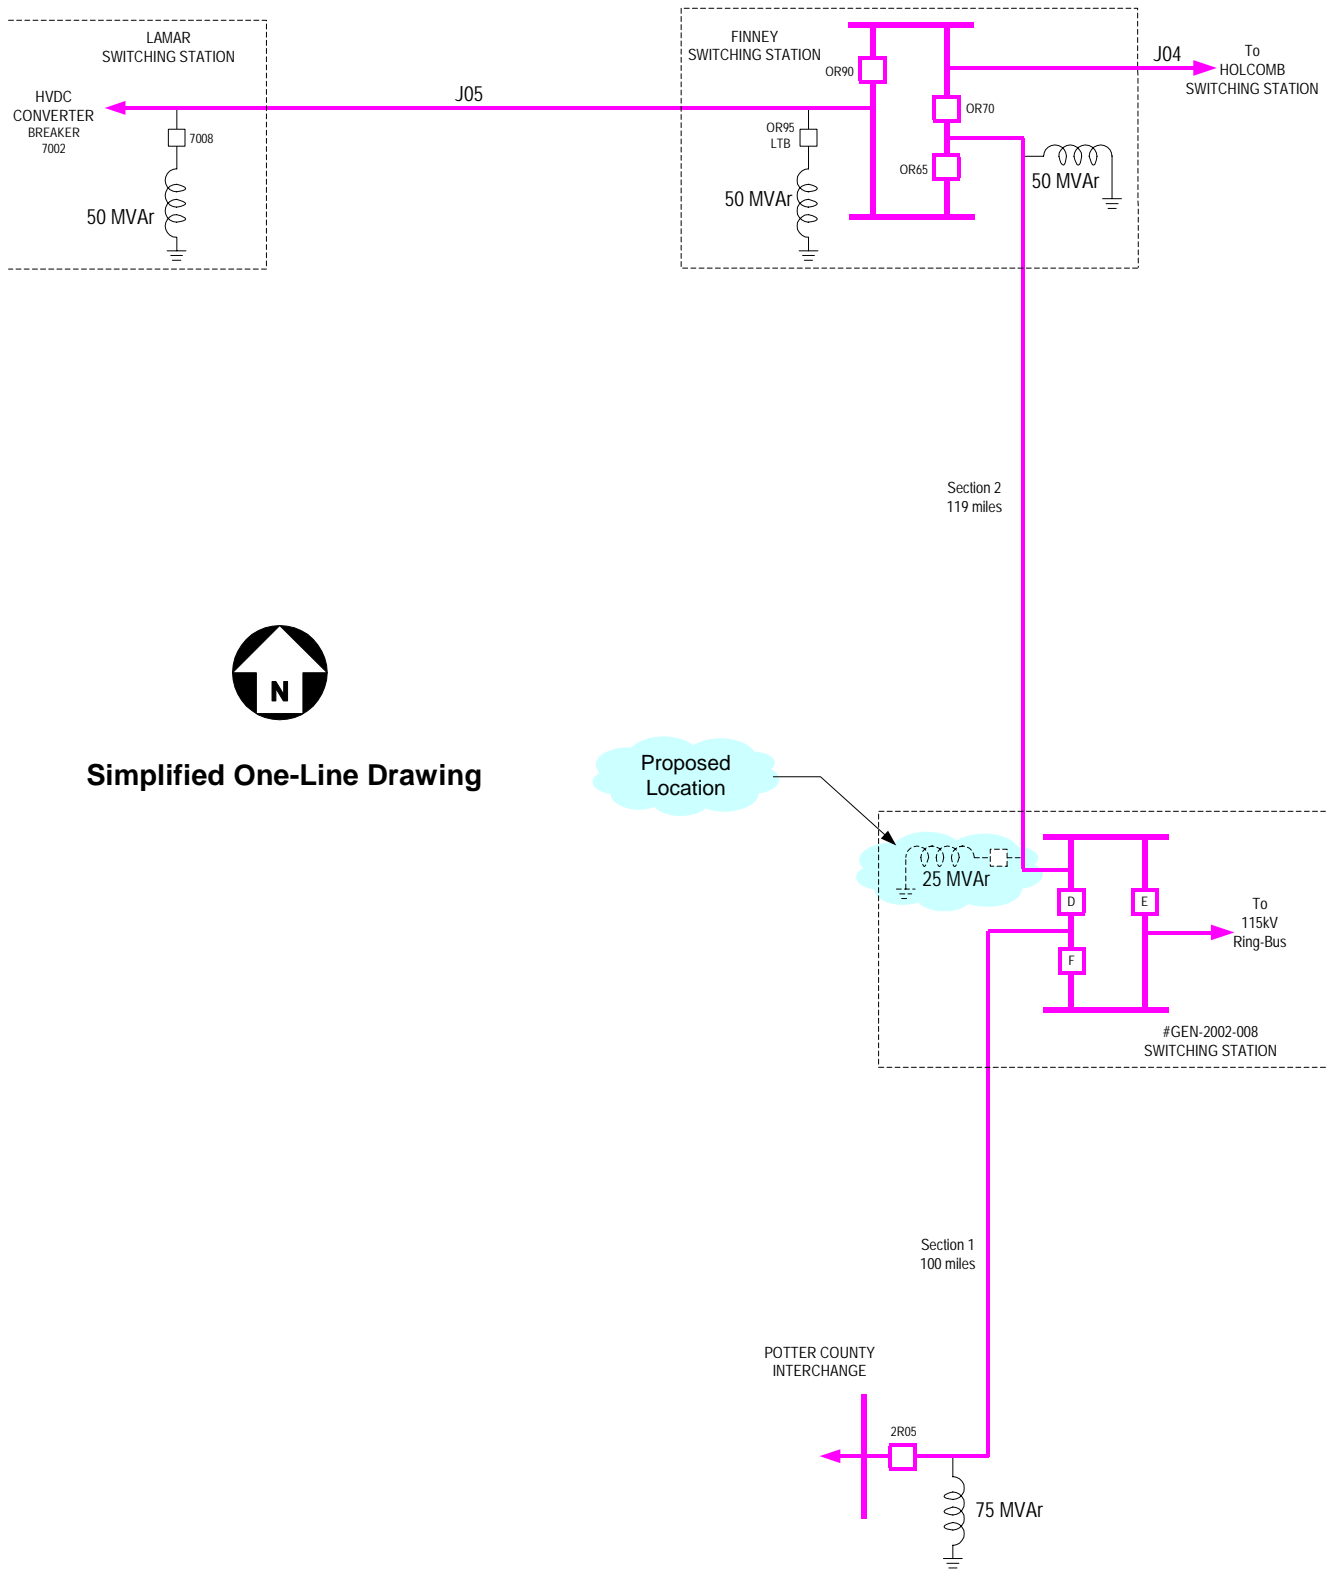 LAMAR
SWITCHING STATION
HVDC
CONVERTER
BREAKER
7002
7008
50 MVAr
J05
FINNEY
SWITCHING STATION
OR90
OR70
OR95
LTB
OR65
50 MVAr
50 MVAr
J04
To
HOLCOMB
SWITCHING STATION
Section 2
119 miles
N
Simplified One-Line Drawing
Proposed
Location
25 MVAr
D
E
F
To
115kV
Ring-Bus
#GEN-2002-008
SWITCHING STATION
Section 1
100 miles
POTTER COUNTY
INTERCHANGE
2R05
75 MVAr